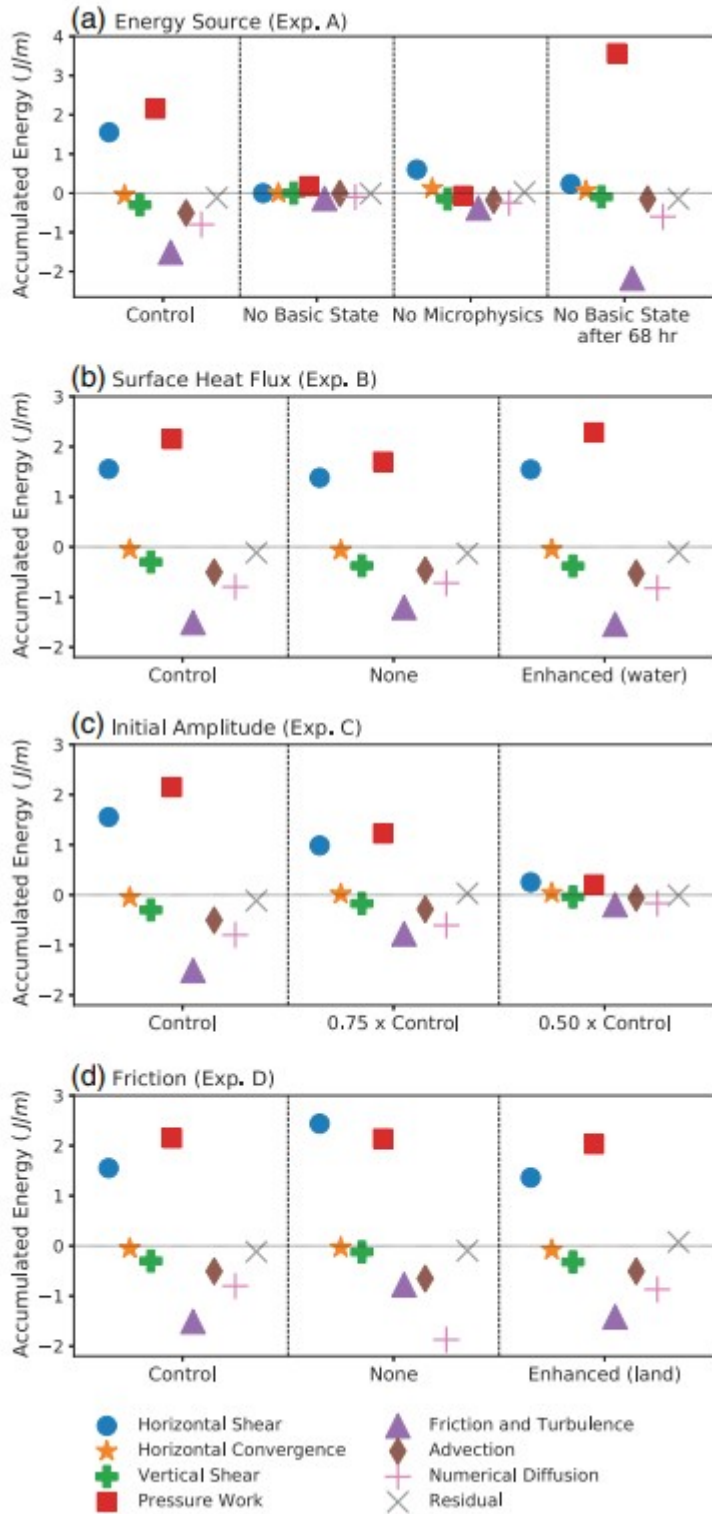 (a) Energy Source (Exp. A)
Accumulated Energy (J/m)
4
3
2
1
0
−1
−2
Control
No Basic State
No Microphysics
No Basic State
after 68 hr
(b) Surface Heat Flux (Exp. B)
Accumulated Energy (J/m)
3
2
1
0
−1
−2
Control
None
Enhanced (water)
(c) Initial Amplitude (Exp. C)
Accumulated Energy (J/m)
3
2
1
0
−1
−2
Control
0.75 x Control
0.50 x Control
(d) Friction (Exp. D)
Accumulated Energy (J/m)
3
2
1
0
−1
−2
Control
None
Enhanced (land)
Horizontal Shear
Horizontal Convergence
Vertical Shear
Pressure Work
Friction and Turbulence
Advection
Numerical Diffusion
Residual